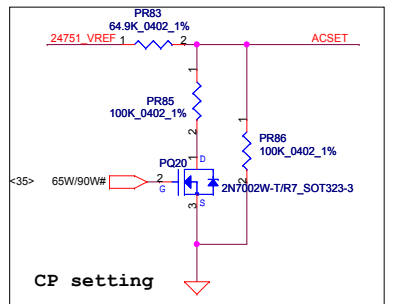 PR83
64.9K_0402_1%
24751_VREF 1 2 ACSET
1
PR85
100K_0402_1%
2
1
PR86
100K_0402_1%
2
PQ20
1 D
<35> 65W/90W# 2 G
2N7002W-T/R7_SOT323-3
3 S
CP setting